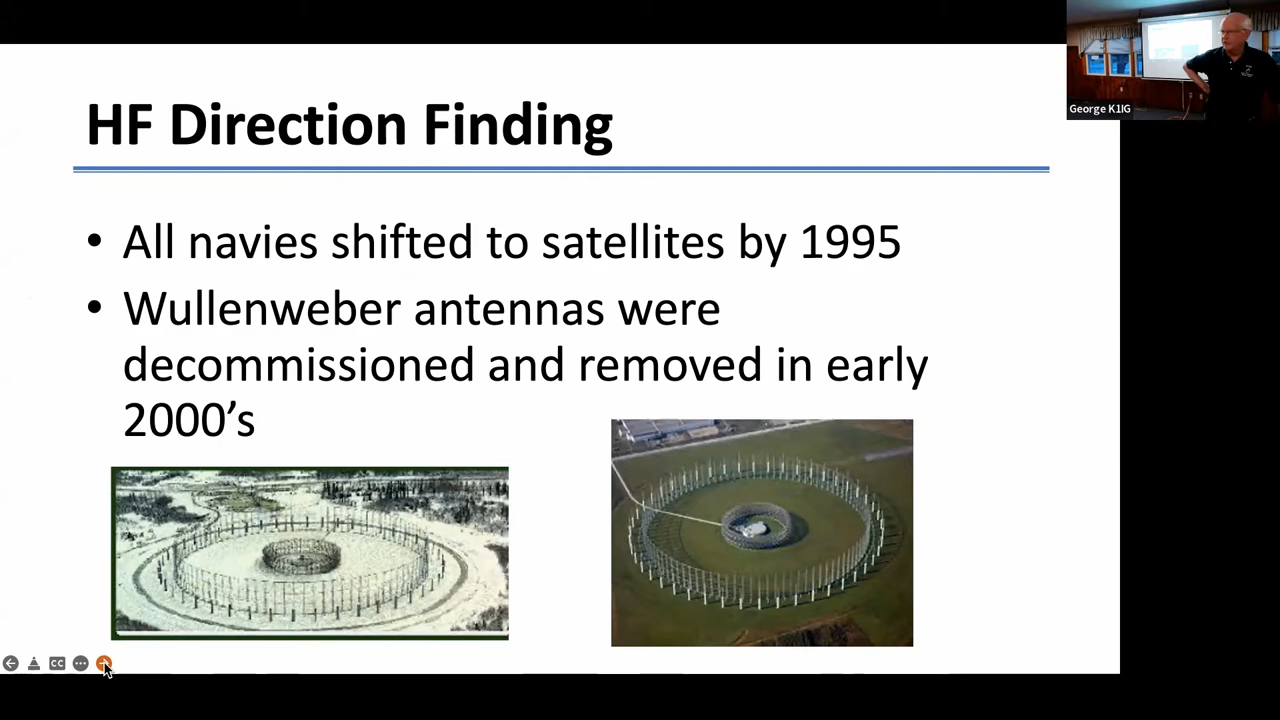 HF Direction Finding
• All navies shifted to satellites by 1995
• Wullenweber antennas were
decommissioned and removed in early
2000’s
George K1IG
CC